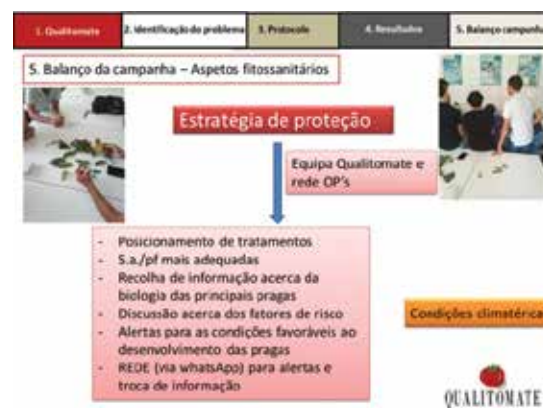 1. Qualitomate
2. Identificação do problema
3. Protocolo
4. Resultados
5. Balanço campanha
5. Balanço da campanha – Aspetos fitossanitários
Estratégia de proteção
Equipa Qualitomate e
rede OP's
- Posicionamento de tratamentos
- S.a./pf mais adequadas
- Recolha de informação acerca da
biologia das principais pragas
- Discussão acerca dos fatores de risco
- Alertas para as condições favoráveis ao
desenvolvimento das pragas
- REDE (via whatsApp) para alertas e
troca de informação
Condições climatérica
QUALITOMATE